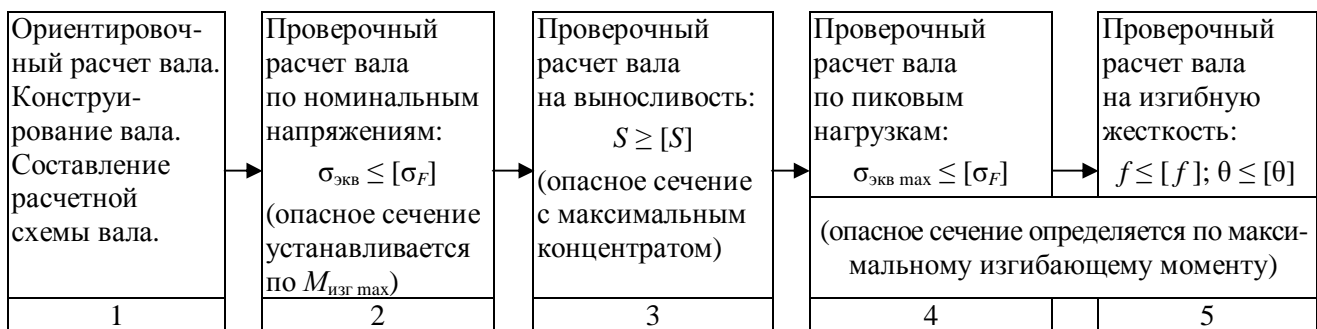 Ориентировоч-
ный расчет вала.
Конструи-
рование вала.
Составление
расчетной
схемы вала.
1
Проверочный
расчет вала
по номинальным
напряжениям:
σэкв ≤ [σF]
(опасное сечение
устанавливается
по Mизг max)
2
Проверочный
расчет вала
на выносливость:
S ≥ [S]
(опасное сечение
с максимальным
концентратом)
3
Проверочный
расчет вала
по пиковым
нагрузкам:
σэкв max ≤ [σF]
Проверочный
расчет вала
на изгибную
жесткость:
f ≤ [f]; θ ≤ [θ]
(опасное сечение определяется по макси-
мальному изгибающему моменту)
4
5